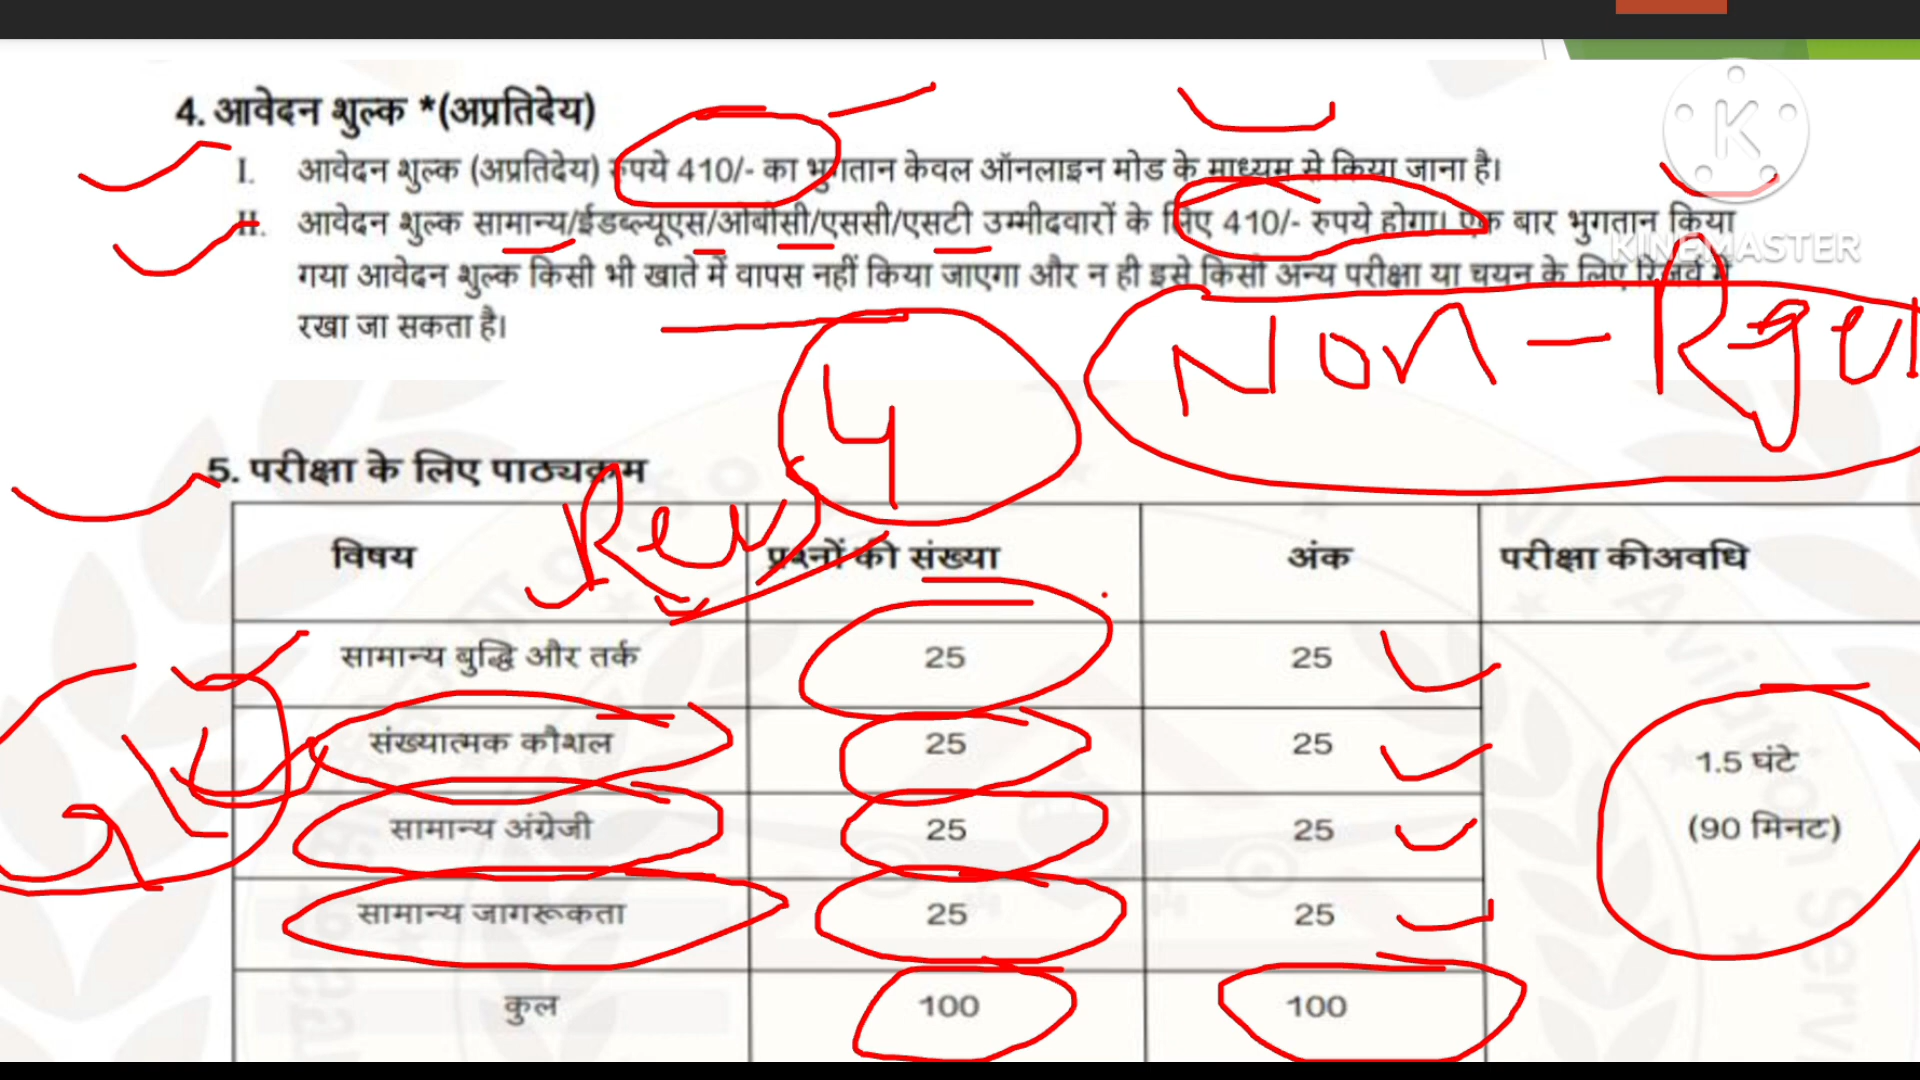 4. आवेदन शुल्क *(अप्रतिदेय)
I. आवेदन शुल्क (अप्रतिदेय) रुपये 410/- का भुगतान केवल ऑनलाइन मोड के माध्यम से किया जाना है।
II. आवेदन शुल्क सामान्य/ईडब्ल्यूएस/ओबीसी/एससी/एसटी उम्मीदवारों के लिए 410/- रुपये होगा। एक बार भुगतान किया
गया आवेदन शुल्क किसी भी खाते में वापस नहीं किया जाएगा और न ही इसे किसी अन्य परीक्षा या चयन के लिए रिजर्व में
रखा जा सकता है।
K
KINEMASTER
4
Non-
5. परीक्षा के लिए पाठ्यक्रम
विषय प्रश्नों की संख्या अंक परीक्षा कीअवधि
सामान्य बुद्धि और तर्क 25 25
संख्यात्मक कौशल 25 25
सामान्य अंग्रेजी 25 25
सामान्य जागरूकता 25 25
1.5 घंटे
(90 मिनट)
कुल 100 100